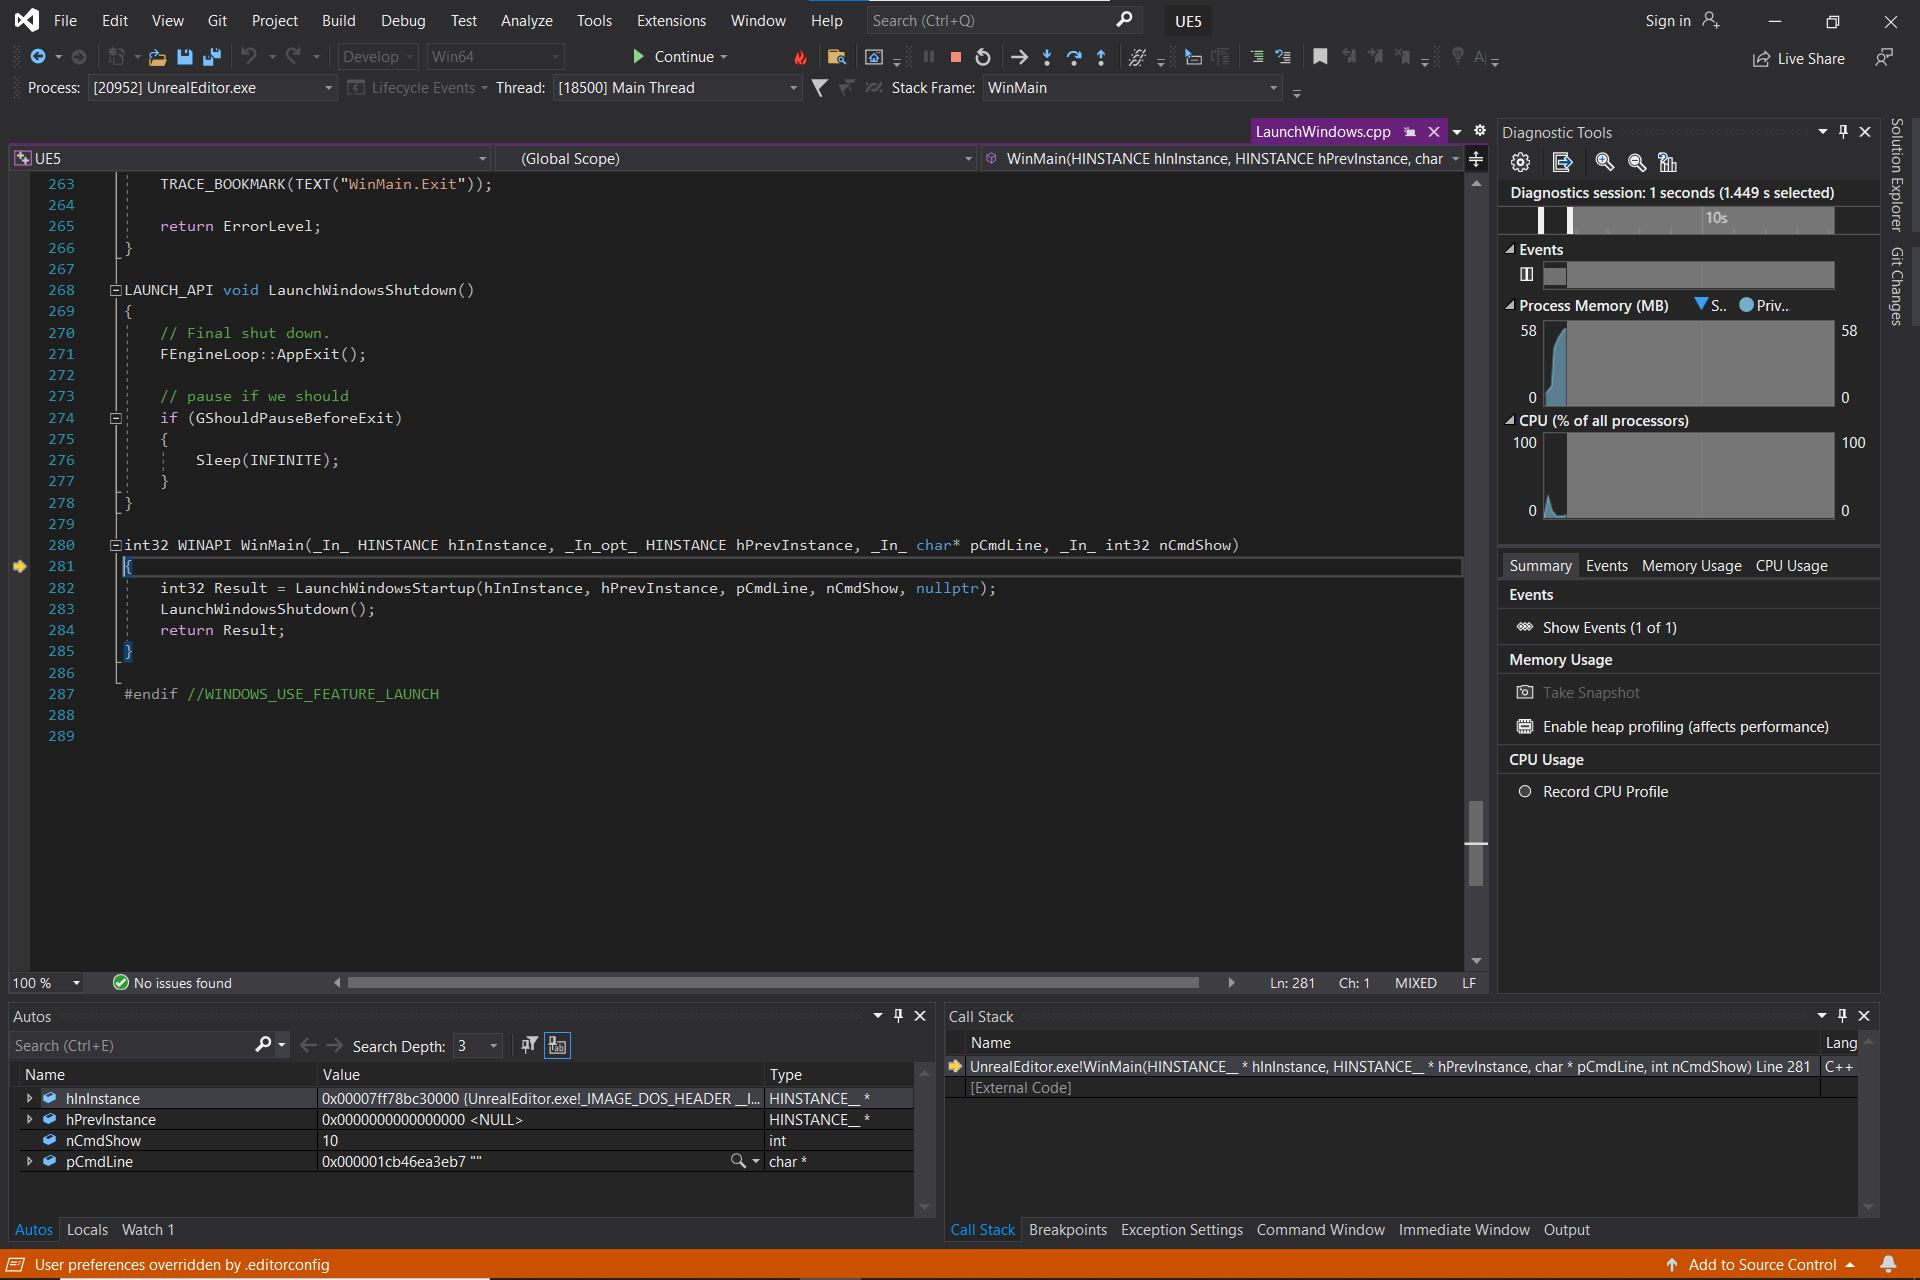 File Edit View Git Project Build Debug Test Analyze Tools Extensions Window Help Search (Ctrl+Q) UE5 Sign in
Develop Win64 Continue Live Share
Process: [20952] UnrealEditor.exe Lifecycle Events Thread: [18500] Main Thread Stack Frame: WinMain
LaunchWindows.cpp
UE5 (Global Scope) WinMain(HINSTANCE hInInstance, HINSTANCE hPrevInstance, char
263 TRACE_BOOKMARK(TEXT("WinMain.Exit"));
264
265 return ErrorLevel;
266 }
267
268 LAUNCH_API void LaunchWindowsShutdown()
269 {
270 // Final shut down.
271 FEngineLoop::AppExit();
272
273 // pause if we should
274 if (GShouldPauseBeforeExit)
275 {
276 Sleep(INFINITE);
277 }
278 }
279
280 int32 WINAPI WinMain(_In_ HINSTANCE hInInstance, _In_opt_ HINSTANCE hPrevInstance, _In_ char* pCmdLine, _In_ int32 nCmdShow)
281 {
282 int32 Result = LaunchWindowsStartup(hInInstance, hPrevInstance, pCmdLine, nCmdShow, nullptr);
283 LaunchWindowsShutdown();
284 return Result;
285 }
286
287 #endif //WINDOWS_USE_FEATURE_LAUNCH
288
289
100 % No issues found Ln: 281 Ch: 1 MIXED LF
Diagnostic Tools
Diagnostics session: 1 seconds (1.449 s selected)
10s
Events
Process Memory (MB) S.. Priv...
58 58
0 0
CPU (% of all processors)
100 100
0 0
Summary Events Memory Usage CPU Usage
Events
Show Events (1 of 1)
Memory Usage
Take Snapshot
Enable heap profiling (affects performance)
CPU Usage
Record CPU Profile
Solution Explorer
Git Changes
Autos
Search (Ctrl+E) Search Depth: 3
Name Value Type
hInInstance 0x00007ff78bc30000 {UnrealEditor.exe!_IMAGE_DOS_HEADER __I... HINSTANCE__ *
hPrevInstance 0x0000000000000000 <NULL> HINSTANCE__ *
nCmdShow 10 int
pCmdLine 0x000001cb46ea3eb7 "" char *
Autos Locals Watch 1
Call Stack
Name Lang
UnrealEditor.exe!WinMain(HINSTANCE__ * hInInstance, HINSTANCE__ * hPrevInstance, char * pCmdLine, int nCmdShow) Line 281 C++
[External Code]
Call Stack Breakpoints Exception Settings Command Window Immediate Window Output
User preferences overridden by .editorconfig Add to Source Control